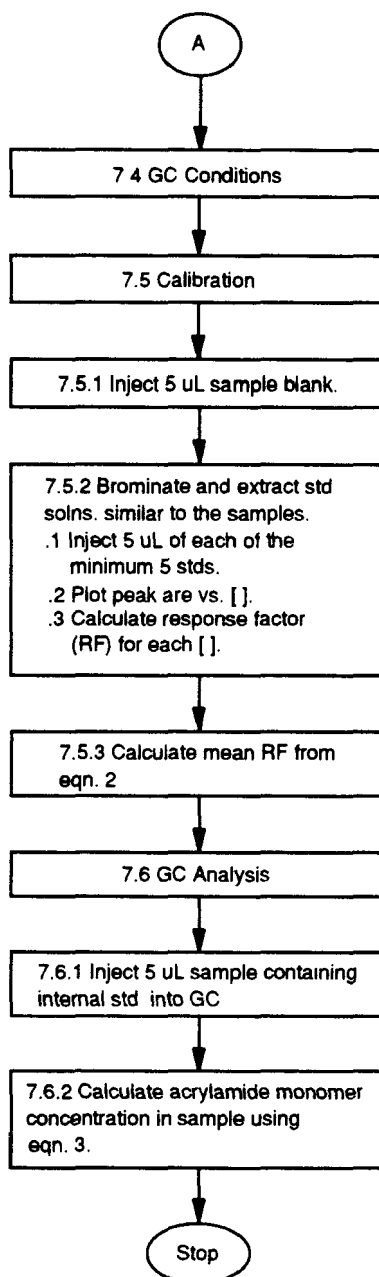 A
7 4 GC Conditions
7.5 Calibration
7.5.1 Inject 5 uL sample blank.
7.5.2 Brominate and extract std
solns. similar to the samples.
.1 Inject 5 uL of each of the
minimum 5 stds.
.2 Plot peak are vs. [ ].
.3 Calculate response factor
(RF) for each [ ].
7.5.3 Calculate mean RF from
eqn. 2
7.6 GC Analysis
7.6.1 Inject 5 uL sample containing
internal std into GC
7.6.2 Calculate acrylamide monomer
concentration in sample using
eqn. 3.
Stop